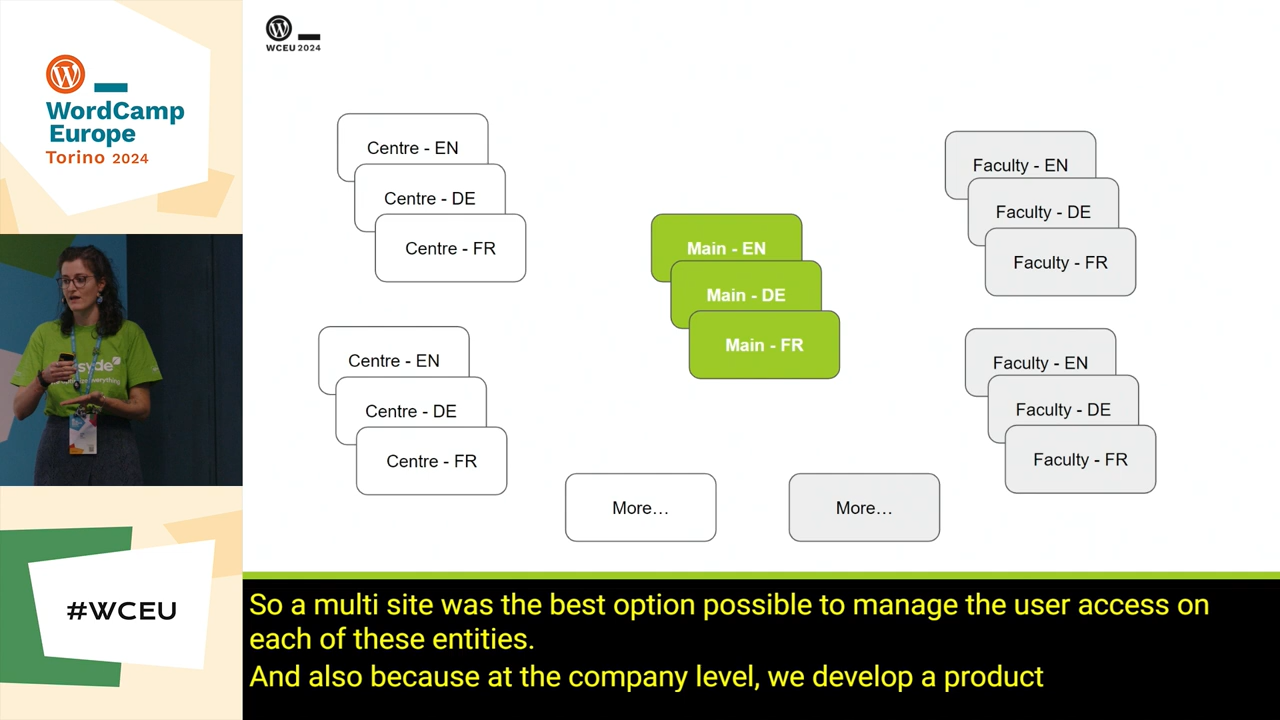 WordCamp
Europe
Torino 2024
WCEU 2024
Centre - EN
Centre - DE
Centre - FR
Centre - EN
Centre - DE
Centre - FR
Main - EN
Main - DE
Main - FR
Faculty - EN
Faculty - DE
Faculty - FR
Faculty - EN
Faculty - DE
Faculty - FR
More…
More…
syde
everything
#WCEU
So a multi site was the best option possible to manage the user access on
each of these entities.
And also because at the company level, we develop a product